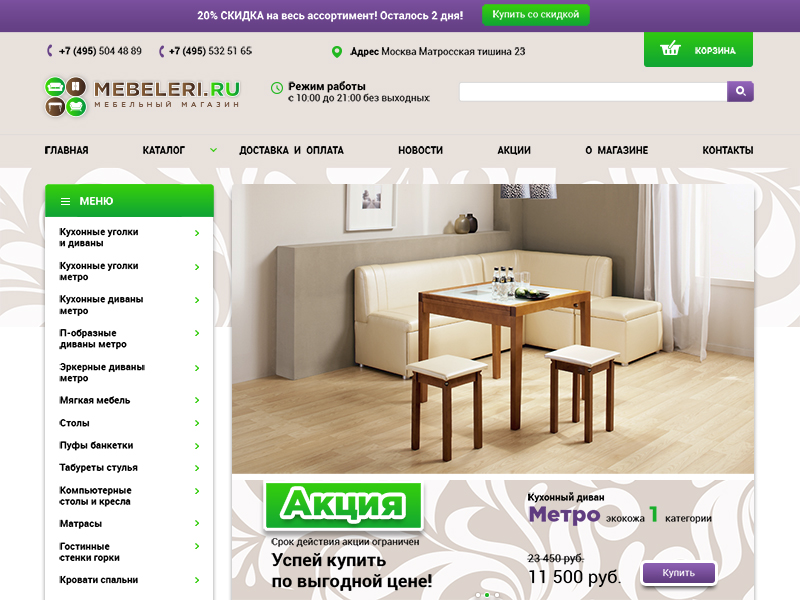 20% СКИДКА на весь ассортимент! Осталось 2 дня!
Купить со скидкой
+7 (495) 504 48 89
+7 (495) 532 51 65
Адрес Москва Матросская тишина 23
КОРЗИНА
MEBELERI.RU
МЕБЕЛЬНЫЙ МАГАЗИН
Режим работы
с 10:00 до 21:00 без выходных
ГЛАВНАЯ
КАТАЛОГ
ДОСТАВКА И ОПЛАТА
НОВОСТИ
АКЦИИ
О МАГАЗИНЕ
КОНТАКТЫ
МЕНЮ
Кухонные уголки
и диваны
Кухонные уголки
метро
Кухонные диваны
метро
П-образные
диваны метро
Эркерные диваны
метро
Мягкая мебель
Столы
Пуфы банкетки
Табуреты стулья
Компьютерные
столы и кресла
Матрасы
Гостинные
стенки горки
Кровати спальни
Акция
Срок действия акции ограничен
Успей купить
по выгодной цене!
Кухонный диван
Метро экокожа 1 категории
23 450 руб.
11 500 руб.
Купить